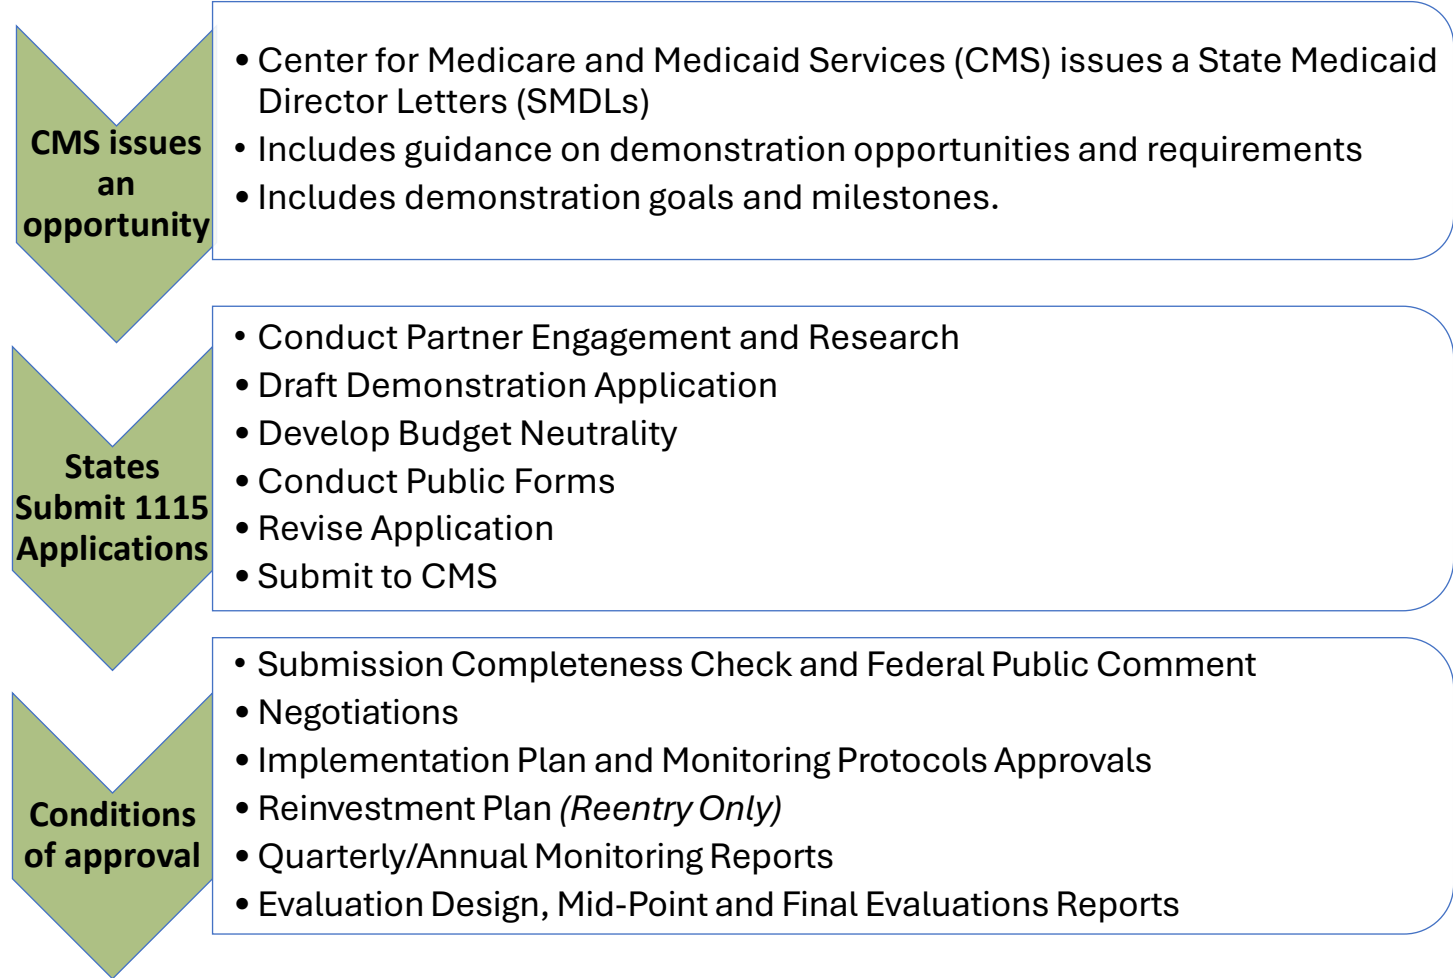 CMS issues
an
opportunity
• Center for Medicare and Medicaid Services (CMS) issues a State Medicaid
Director Letters (SMDLs)
• Includes guidance on demonstration opportunities and requirements
• Includes demonstration goals and milestones.
States
Submit 1115
Applications
• Conduct Partner Engagement and Research
• Draft Demonstration Application
• Develop Budget Neutrality
• Conduct Public Forms
• Revise Application
• Submit to CMS
Conditions
of approval
• Submission Completeness Check and Federal Public Comment
• Negotiations
• Implementation Plan and Monitoring Protocols Approvals
• Reinvestment Plan (Reentry Only)
• Quarterly/Annual Monitoring Reports
• Evaluation Design, Mid-Point and Final Evaluations Reports